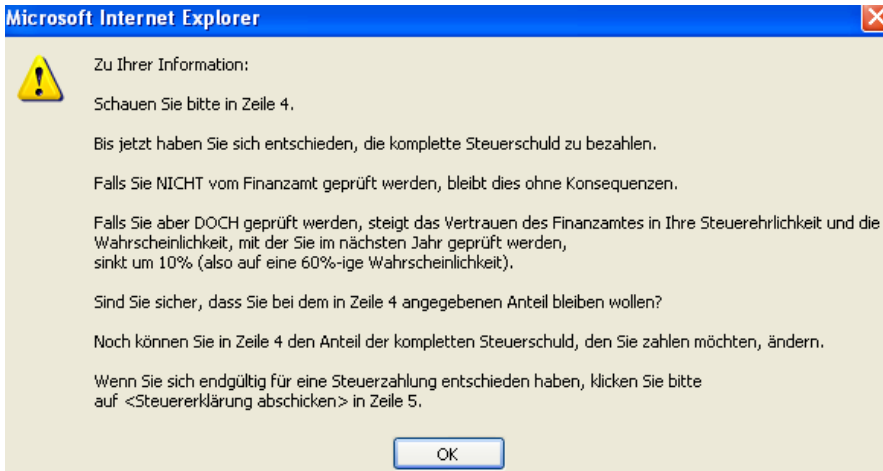 Microsoft Internet Explorer
Zu Ihrer Information:
Schauen Sie bitte in Zeile 4.
Bis jetzt haben Sie sich entschieden, die komplette Steuerschuld zu bezahlen.
Falls Sie NICHT vom Finanzamt geprüft werden, bleibt dies ohne Konsequenzen.
Falls Sie aber DOCH geprüft werden, steigt das Vertrauen des Finanzamtes in Ihre Steuerehrlichkeit und die
Wahrscheinlichkeit, mit der Sie im nächsten Jahr geprüft werden,
sinkt um 10% (also auf eine 60%-ige Wahrscheinlichkeit).
Sind Sie sicher, dass Sie bei dem in Zeile 4 angegebenen Anteil bleiben wollen?
Noch können Sie in Zeile 4 den Anteil der kompletten Steuerschuld, den Sie zahlen möchten, ändern.
Wenn Sie sich endgültig für eine Steuerzahlung entschieden haben, klicken Sie bitte
auf <Steuererklärung abschicken> in Zeile 5.
OK